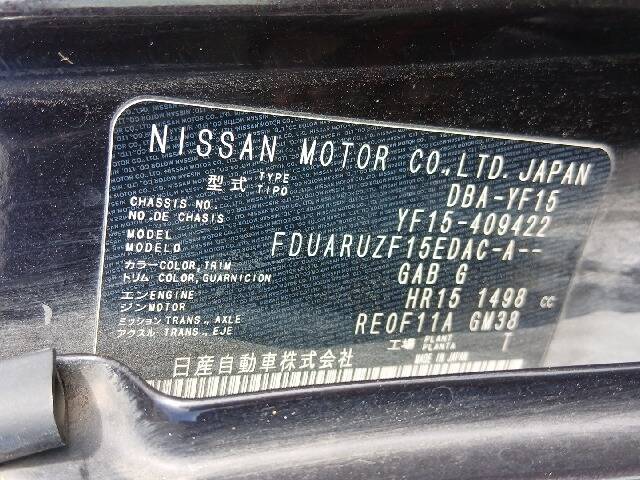 NISSAN MOTOR CO.,LTD. JAPAN
型式 TYPE TIPO DBA-YF15
CHASSIS NO. NO. DE CHASIS YF15-409422
MODEL MODELO FDUARUZF15EDAC-A--
カラー COLOR, TRIM トリム COLOR, GUARNICION GAB G
エンジン ENGINE MOTOR HR15 1498 cc
ミッション TRANS., AXLE アクスル TRANS., EJE RE0F11A GM38
工場 PLANT PLANTA T
日産自動車株式会社 MADE IN JAPAN